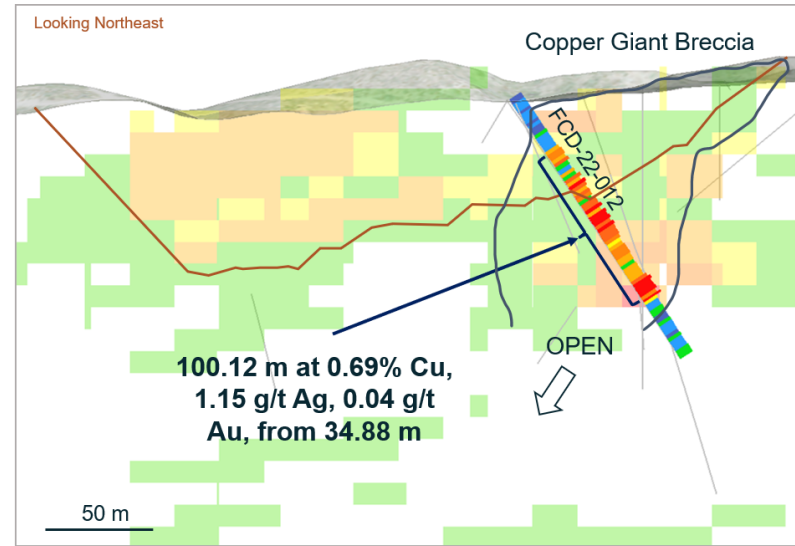 Looking Northeast
Copper Giant Breccia
FCD-22-012
100.12 m at 0.69% Cu,
1.15 g/t Ag, 0.04 g/t
Au, from 34.88 m
OPEN
50 m